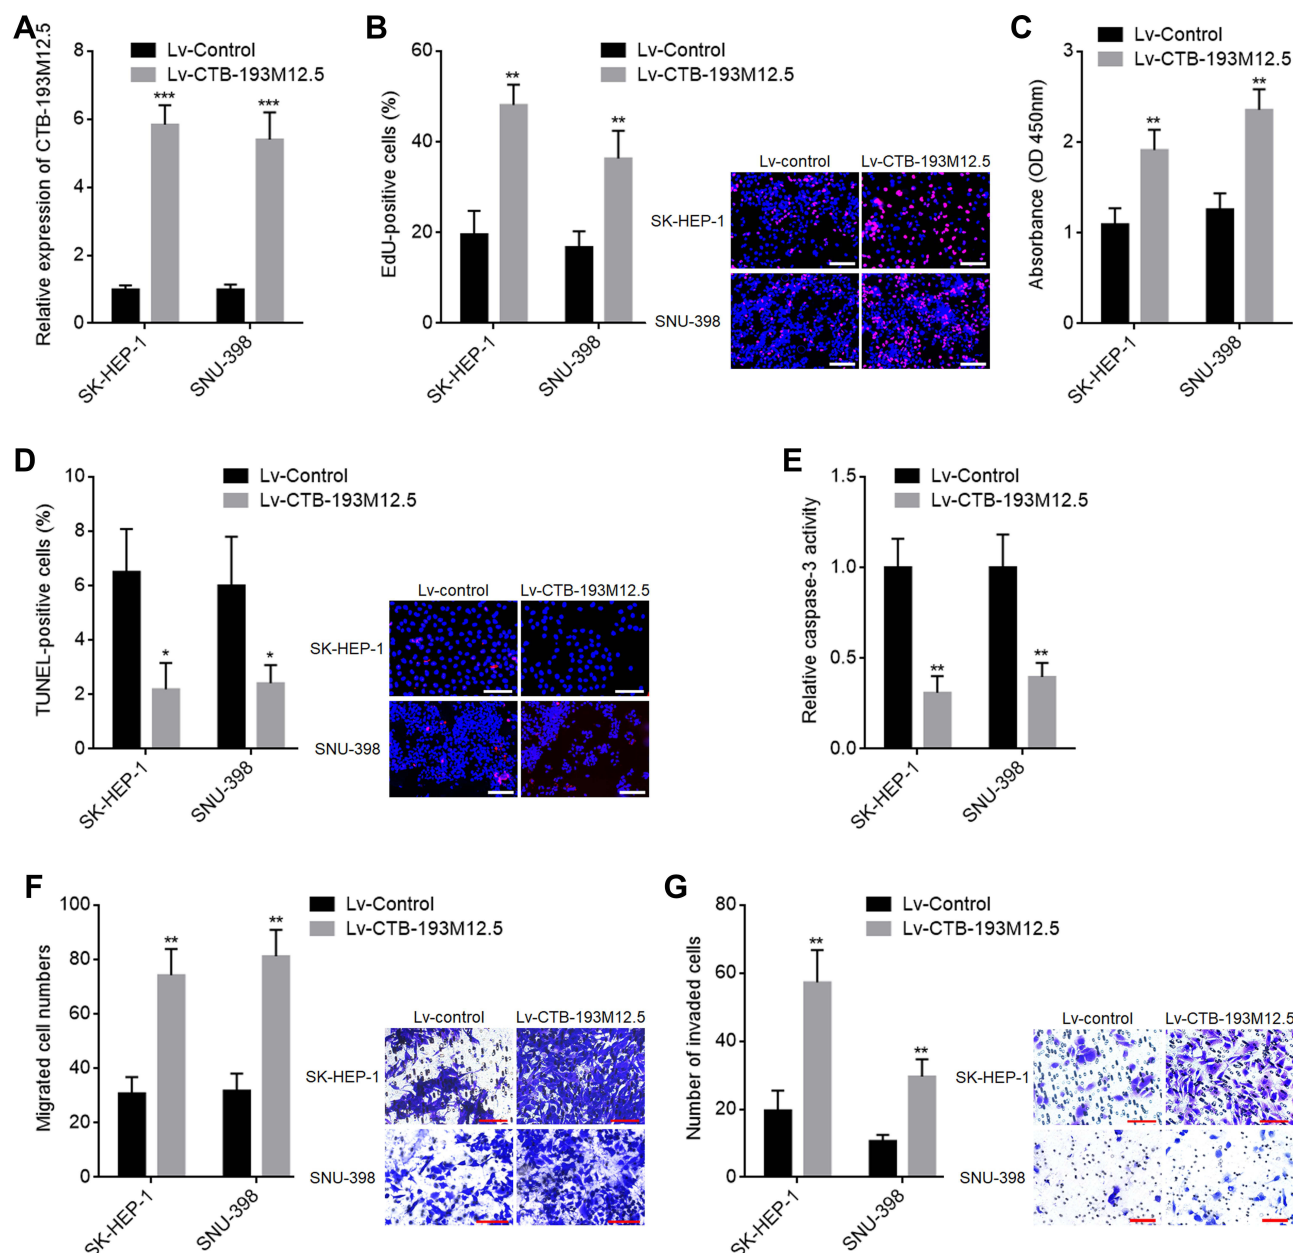 A
Relative expression of CTB-193M12.5
8
6
4
2
0
Lv-Control
Lv-CTB-193M12.5
***
***
SK-HEP-1
SNU-398
B
EdU-positive cells (%)
60
40
20
0
Lv-Control
Lv-CTB-193M12.5
**
**
SK-HEP-1
SNU-398
Lv-control
Lv-CTB-193M12.5
SK-HEP-1
SNU-398
C
Absorbance (OD 450nm)
3
2
1
0
Lv-Control
Lv-CTB-193M12.5
**
**
SK-HEP-1
SNU-398
D
TUNEL-positive cells (%)
10
8
6
4
2
0
Lv-Control
Lv-CTB-193M12.5
*
*
SK-HEP-1
SNU-398
Lv-control
Lv-CTB-193M12.5
SK-HEP-1
SNU-398
E
Relative caspase-3 activity
1.5
1.0
0.5
0.0
Lv-Control
Lv-CTB-193M12.5
**
**
SK-HEP-1
SNU-398
F
Migrated cell numbers
100
80
60
40
20
0
Lv-Control
Lv-CTB-193M12.5
**
**
SK-HEP-1
SNU-398
Lv-control
Lv-CTB-193M12.5
SK-HEP-1
SNU-398
G
Number of invaded cells
80
60
40
20
0
Lv-Control
Lv-CTB-193M12.5
**
**
SK-HEP-1
SNU-398
Lv-control
Lv-CTB-193M12.5
SK-HEP-1
SNU-398